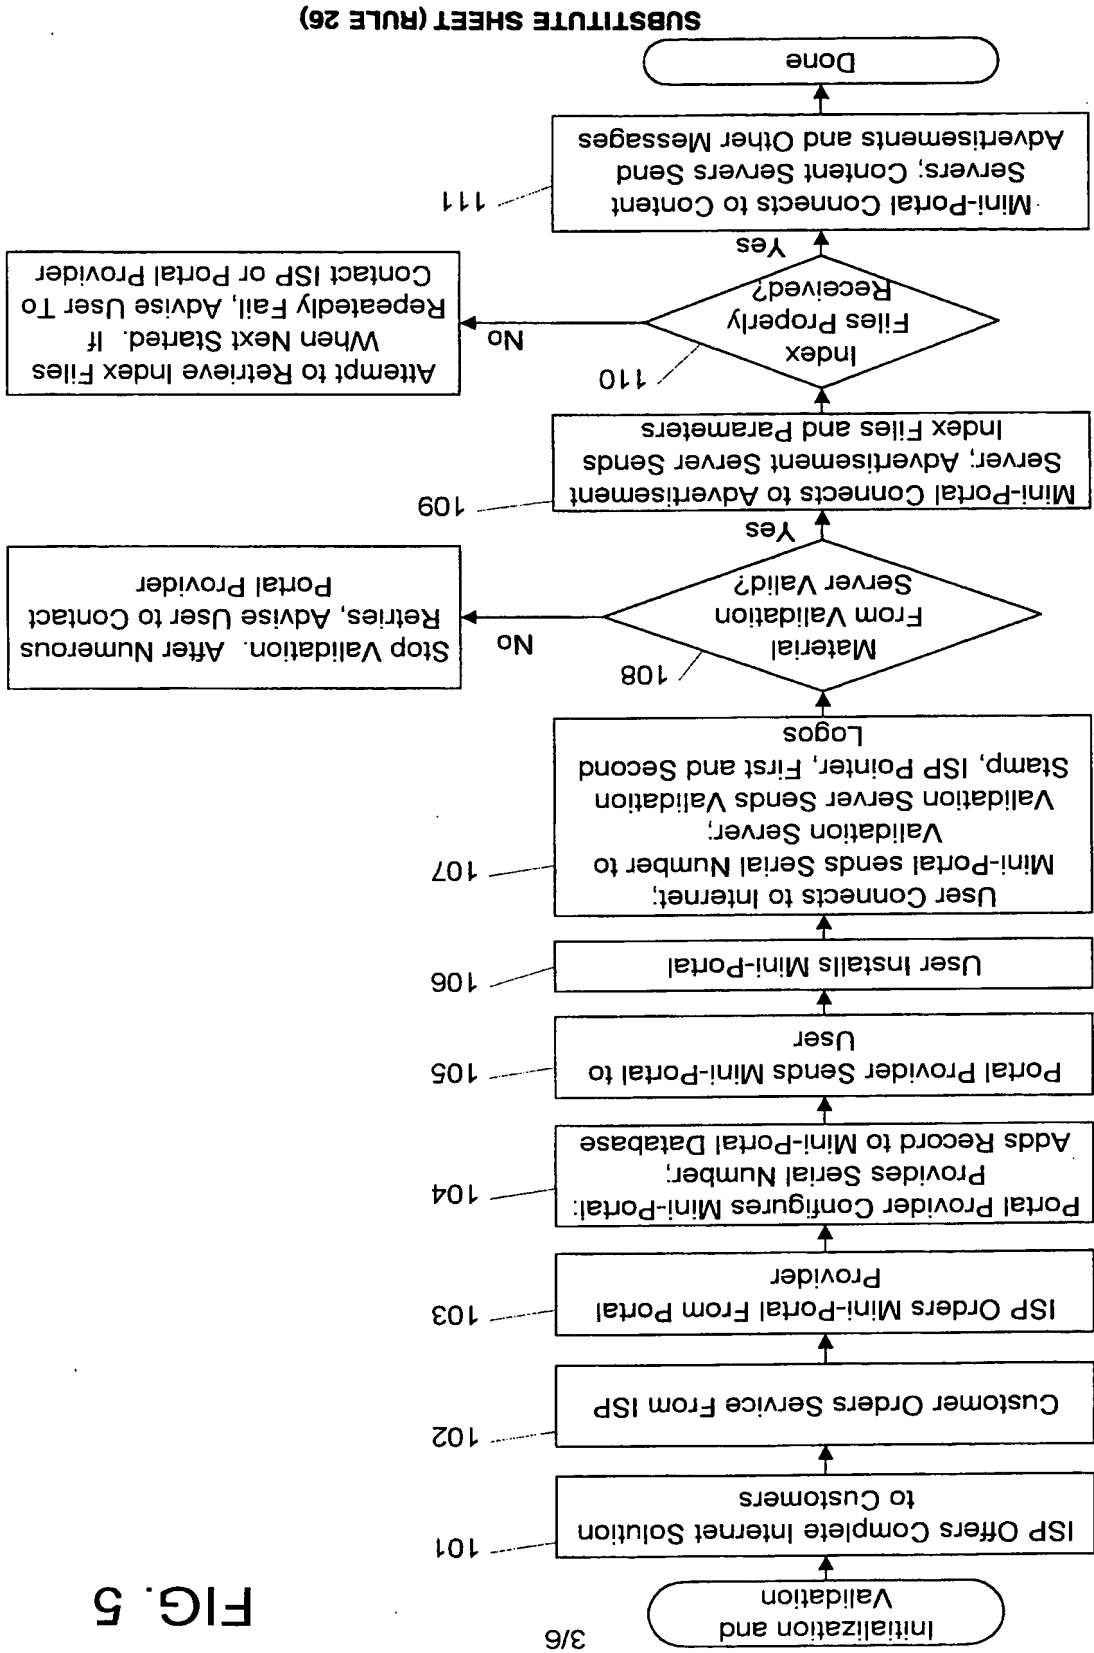 3/6
FIG. 5
Initialization and
Validation
ISP Offers Complete Internet Solution
to Customers
101
Customer Orders Service From ISP
102
ISP Orders Mini-Portal From Portal
Provider
103
Portal Provider Configures Mini-Portal:
Provides Serial Number;
Adds Record to Mini-Portal Database
104
Portal Provider Sends Mini-Portal to
User
105
User Installs Mini-Portal
106
User Connects to Internet;
Mini-Portal sends Serial Number to
Validation Server;
Validation Server Sends Validation
Stamp, ISP Pointer, First and Second
Logos
107
Material
From Validation
Server Valid?
108
No
Stop Validation. After Numerous
Retries, Advise User to Contact
Portal Provider
Yes
Mini-Portal Connects to Advertisement
Server; Advertisement Server Sends
Index Files and Parameters
109
Index
Files Properly
Received?
110
No
Attempt to Retrieve Index Files
When Next Started. If
Repeatedly Fail, Advise User To
Contact ISP or Portal Provider
Yes
Mini-Portal Connects to Content
Servers; Content Servers Send
Advertisements and Other Messages
111
Done
SUBSTITUTE SHEET (RULE 26)